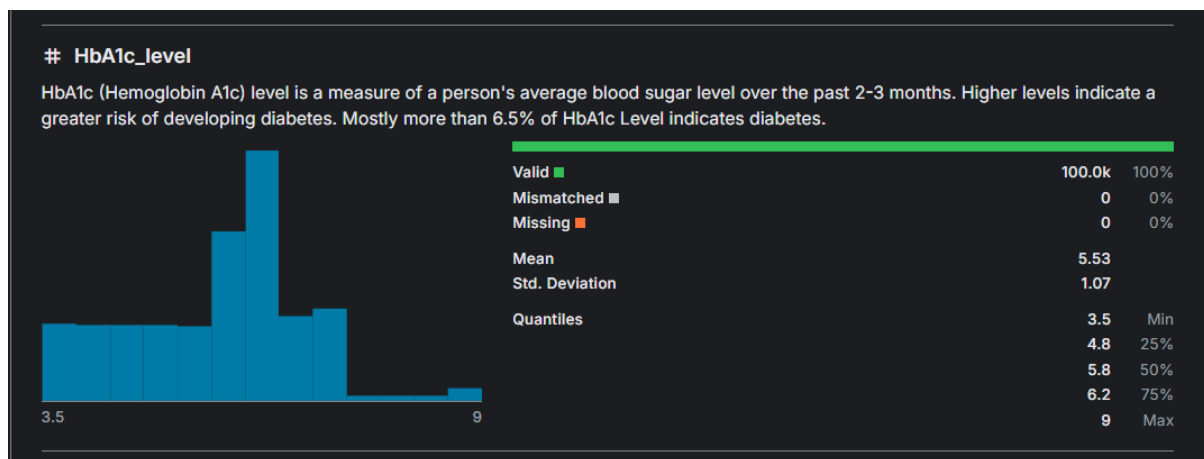 # HbA1c_level
HbA1c (Hemoglobin A1c) level is a measure of a person's average blood sugar level over the past 2-3 months. Higher levels indicate a
greater risk of developing diabetes. Mostly more than 6.5% of HbA1c Level indicates diabetes.
Valid 100.0k 100%
Mismatched 0 0%
Missing 0 0%
Mean 5.53
Std. Deviation 1.07
Quantiles 3.5 Min
4.8 25%
5.8 50%
6.2 75%
9 Max
3.5 9